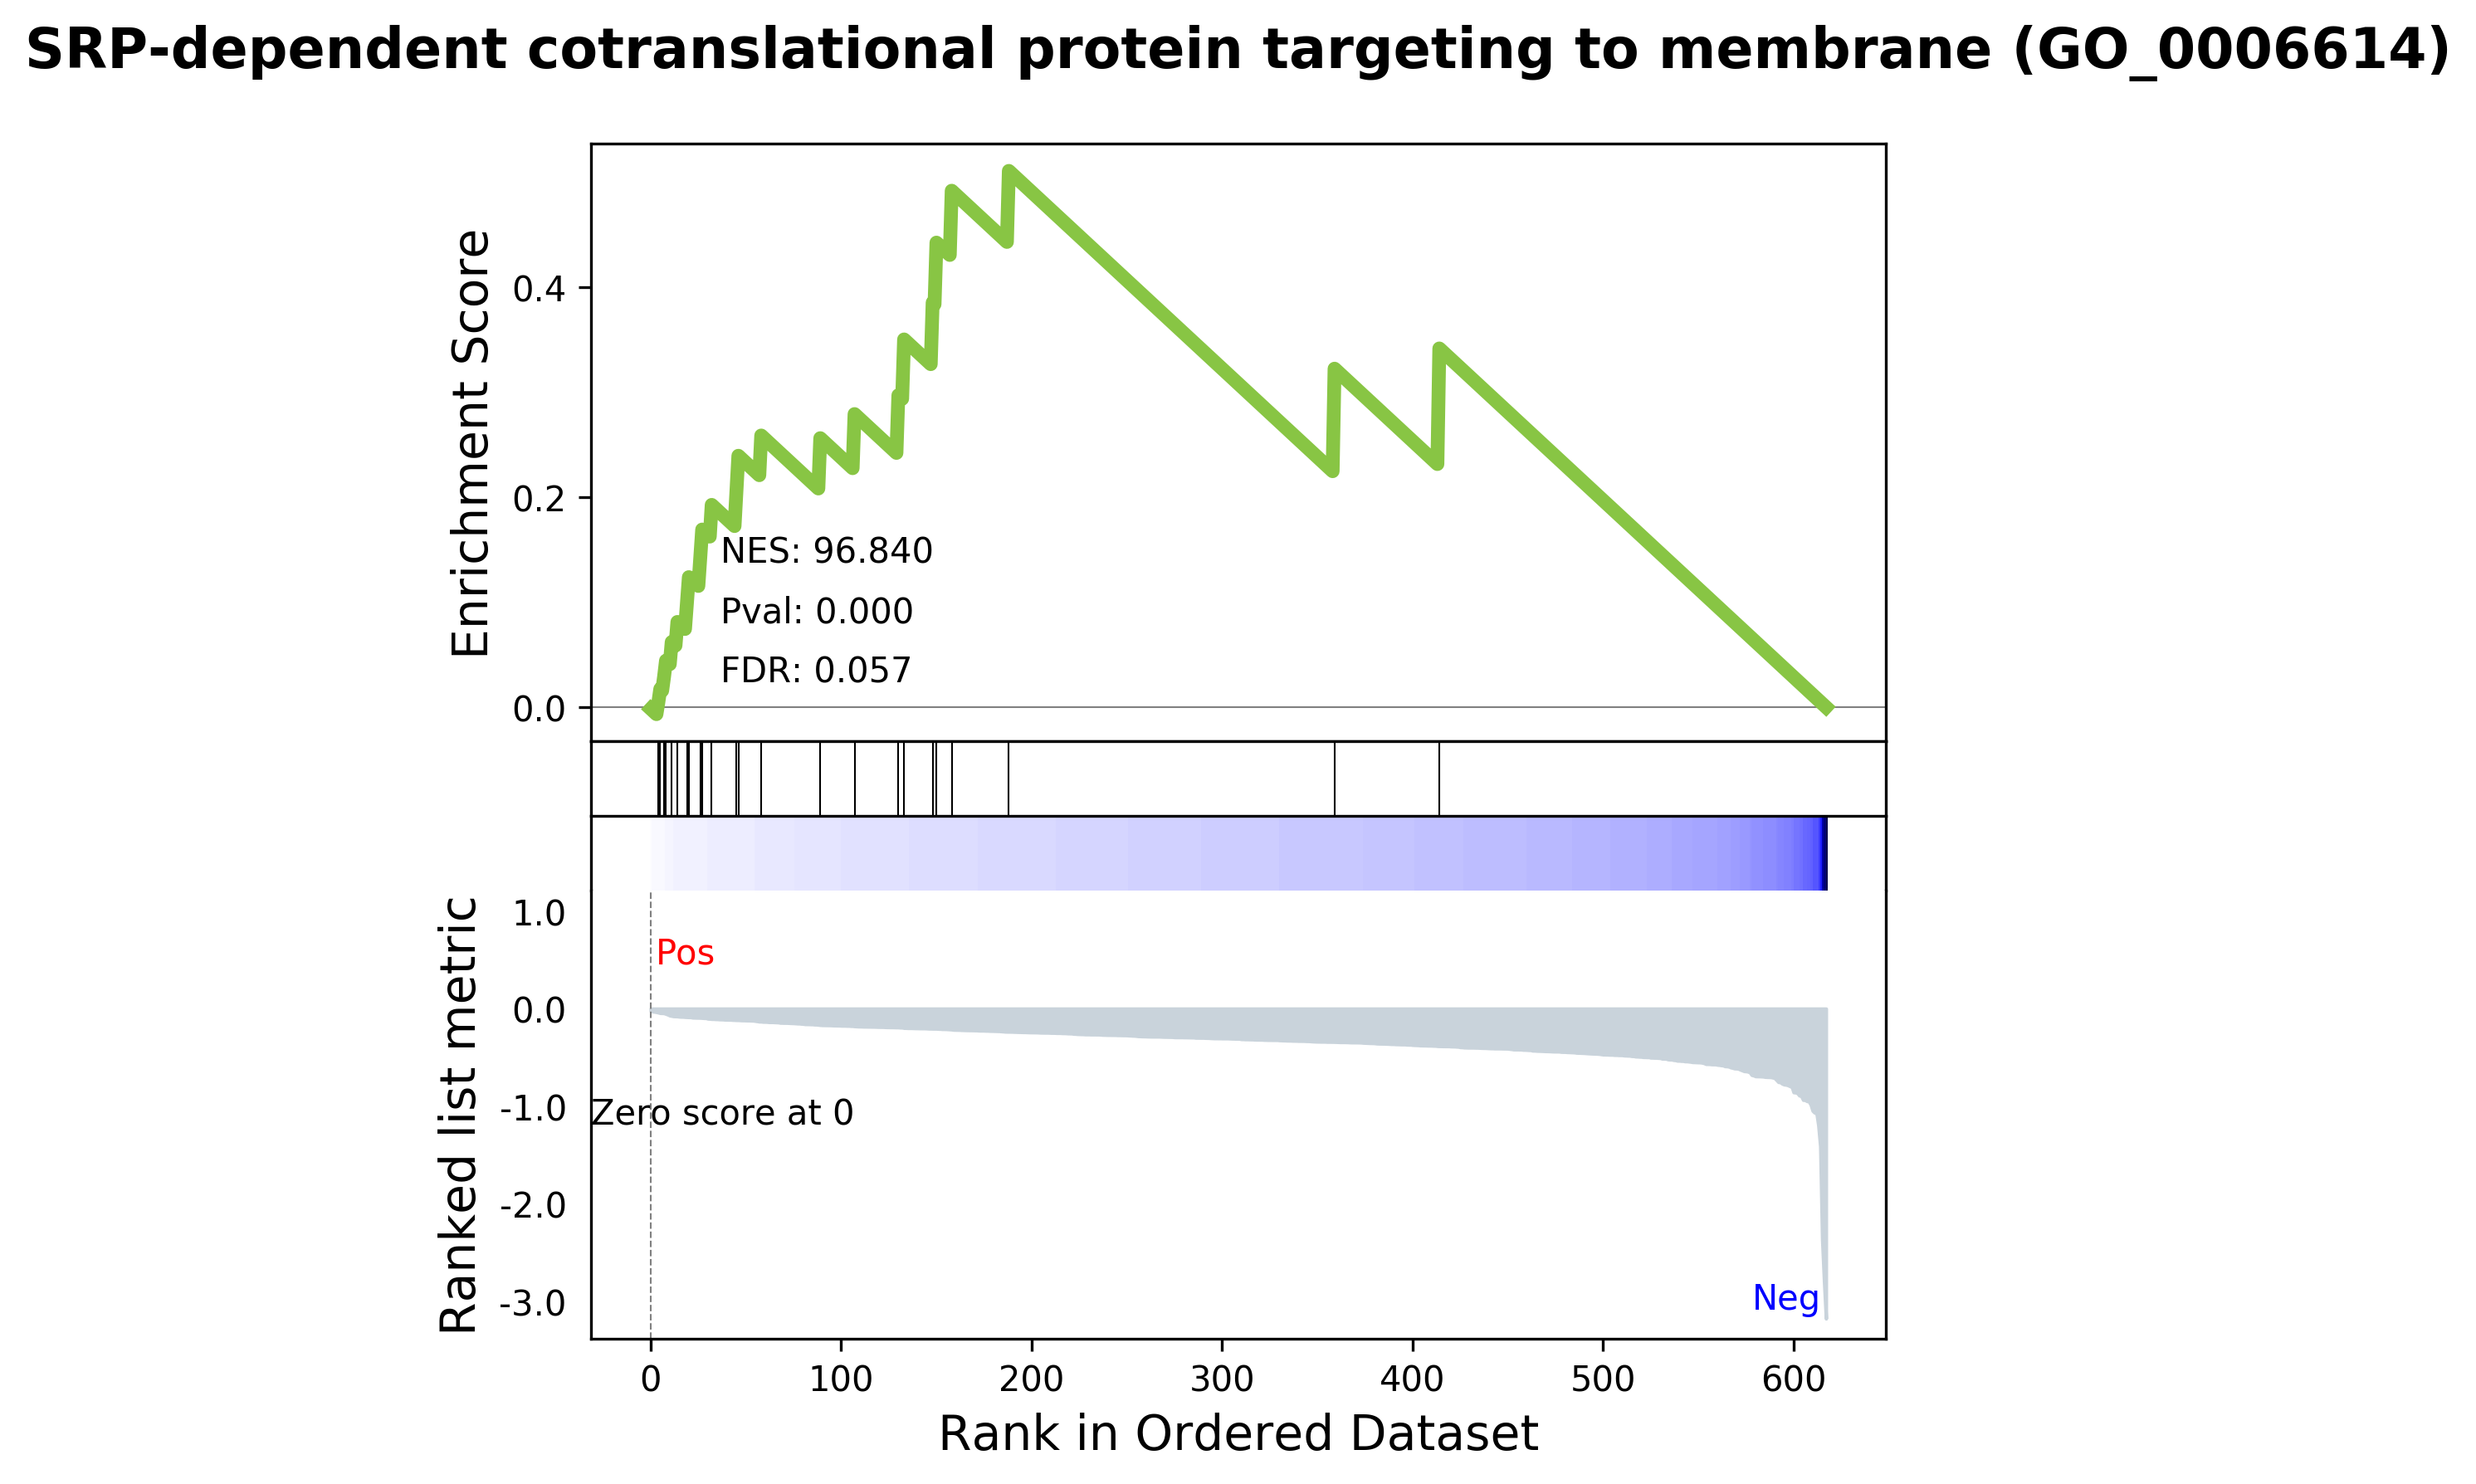 SRP-dependent cotranslational protein targeting to membrane (GO_0006614)
Enrichment Score
0.4
0.2
0.0
NES: 96.840
Pval: 0.000
FDR: 0.057
Ranked list metric
1.0
0.0
-1.0
-2.0
-3.0
Pos
Zero score at 0
Neg
0 100 200 300 400 500 600
Rank in Ordered Dataset